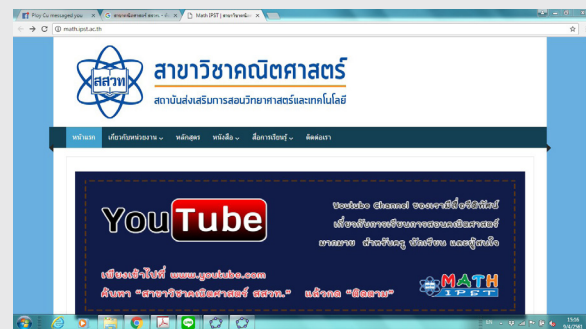 Ploy Cu messaged you
Math IPST | สาขาวิชาคณิต
math.ipst.ac.th
สสวท
สาขาวิชาคณิตศาสตร์
สถาบันส่งเสริมการสอนวิทยาศาสตร์และเทคโนโลยี
หน้าแรก เกี่ยวกับหน่วยงาน หลักสูตร หนังสือ สื่อการเรียนรู้ ติดต่อเรา
YouTube
Youtube Channel ของเรามีสื่อวีดิทัศน์
เกี่ยวกับการเรียนการสอนคณิตศาสตร์
มากมาย สำหรับครู นักเรียน และผู้สนใจ
เพียงเข้าไปที่ www.youtube.com
ค้นหา "สาขาวิชาคณิตศาสตร์ สสวท." แล้วกด "ติดตาม"
MATH
IPST
EN
15:06